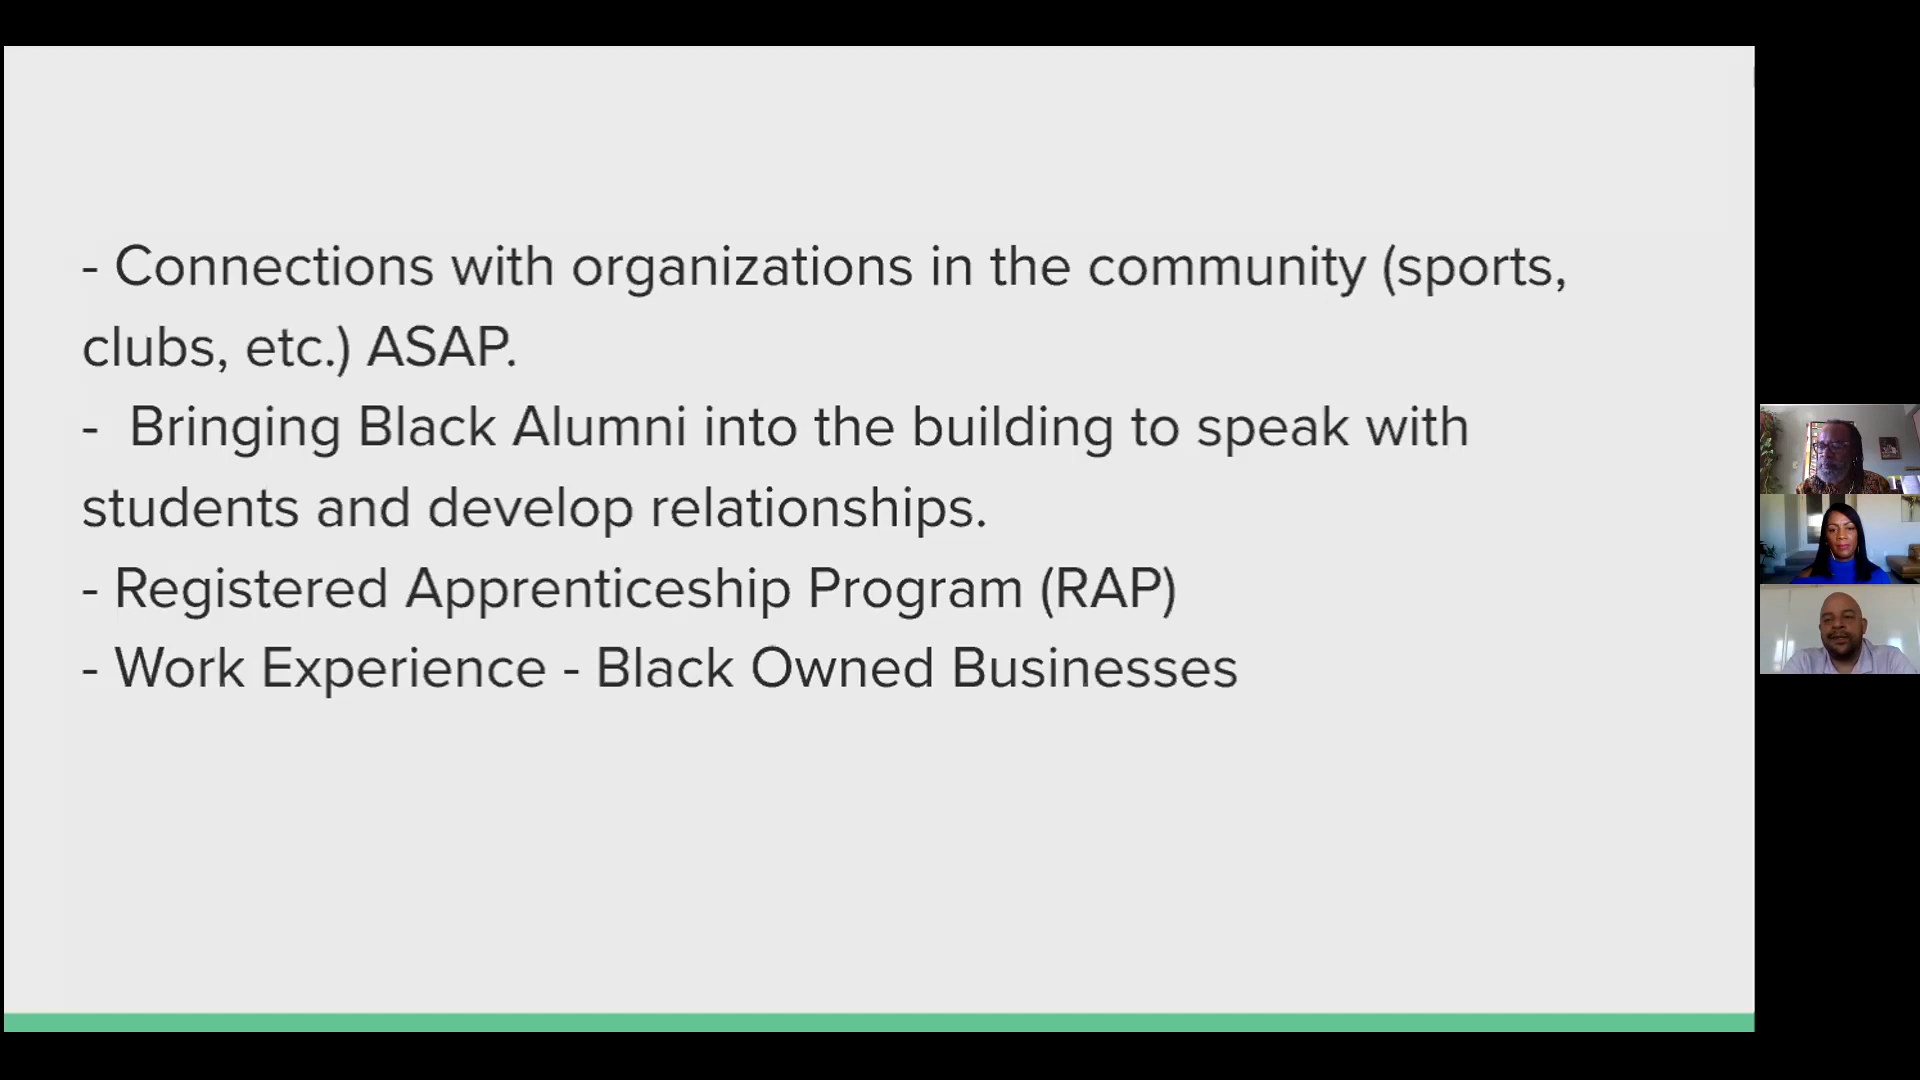 - Connections with organizations in the community (sports,
clubs, etc.) ASAP.
-  Bringing Black Alumni into the building to speak with
students and develop relationships.
- Registered Apprenticeship Program (RAP)
- Work Experience - Black Owned Businesses